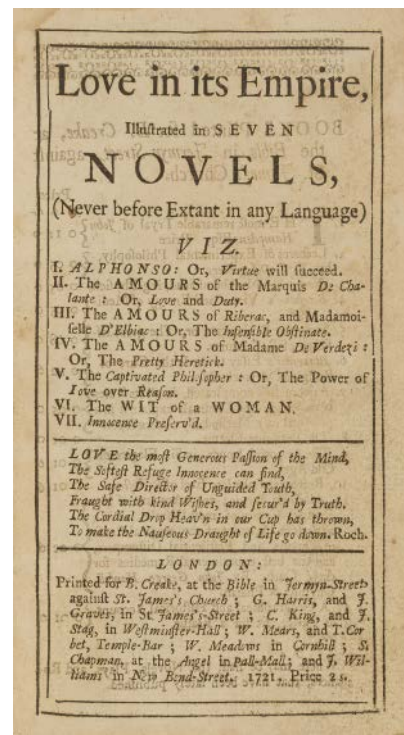 Love in its Empire,
Illuſtrated in SEVEN
NOVELS,
(Never before Extant in any Language)
VIZ.
I. ALPHONSO: Or, Virtue will ſucceed.
II. The AMOURS of the Marquis De Cha-
lante: Or, Love and Duty.
III. The AMOURS of Riberac, and Madamoi-
ſelle D'Elbiac: Or, The Inſenſible Obſtinate.
IV. The AMOURS of Madame De Verdezi:
Or, The Pretty Heretick.
V. The Captivated Philoſopher: Or, The Power of
Love over Reaſon.
VI. The WIT of a WOMAN.
VII. Innocence Preſerv'd.
LOVE the moſt Generous Paſſion of the Mind,
The Softeſt Refuge Innocence can find,
The Safe Director of Unguided Youth,
Fraught with kind Wiſhes, and ſecur'd by Truth.
The Cordial Drop Heav'n in our Cup has thrown,
To make the Nauſeous Draught of Life go down. Roch.
LONDON:
Printed for B. Creake, at the Bible in Jermyn-Street
againſt St. James's Church; G. Harris, and J.
Graves, in St. James's-Street; C. King, and J.
Stag, in Weſtminſter-Hall; W. Mears, and T. Cor
bet, Temple-Bar; W. Meadows in Cornhill; S.
Chapman, at the Angel in Pall-Mall; and J. Wil-
liams in New Bond-Street. 1721. Price 2 s.